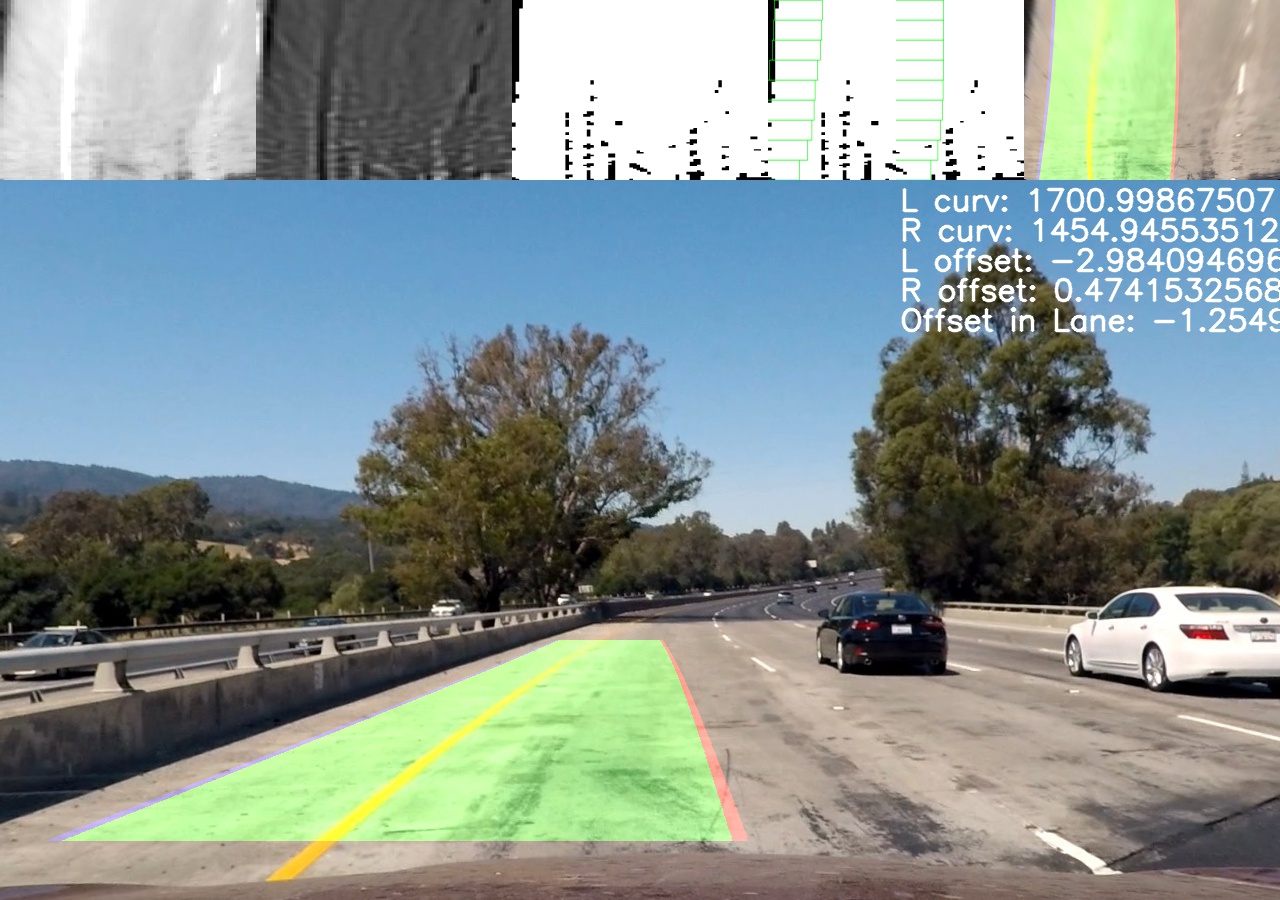 L curv: 1700.99867507
R curv: 1454.94553512
L offset: -2.984094696
R offset: 0.4741532568
Offset in Lane: -1.2549